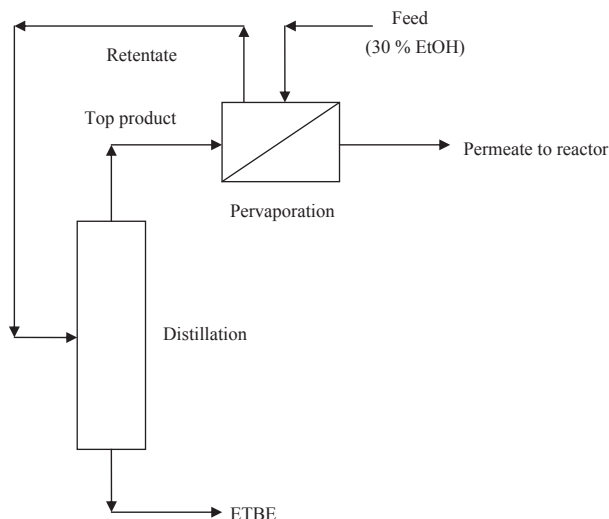 Feed
(30 % EtOH)
Retentate
Top product
Permeate to reactor
Pervaporation
Distillation
ETBE